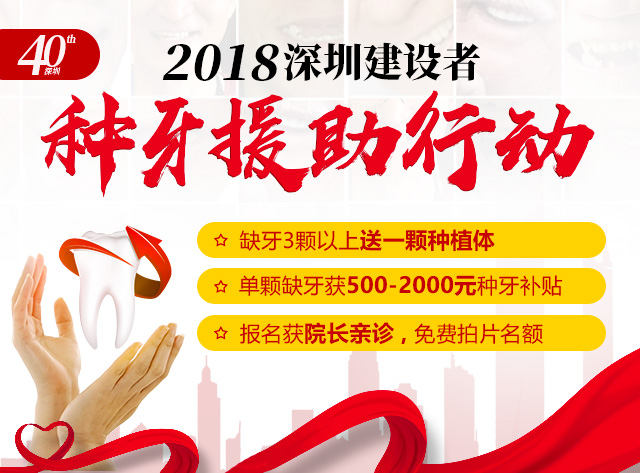 40th
深圳
2018深圳建设者
种牙援助行动
缺牙3颗以上送一颗种植体
单颗缺牙获500-2000元种牙补贴
报名获院长亲诊，免费拍片名额